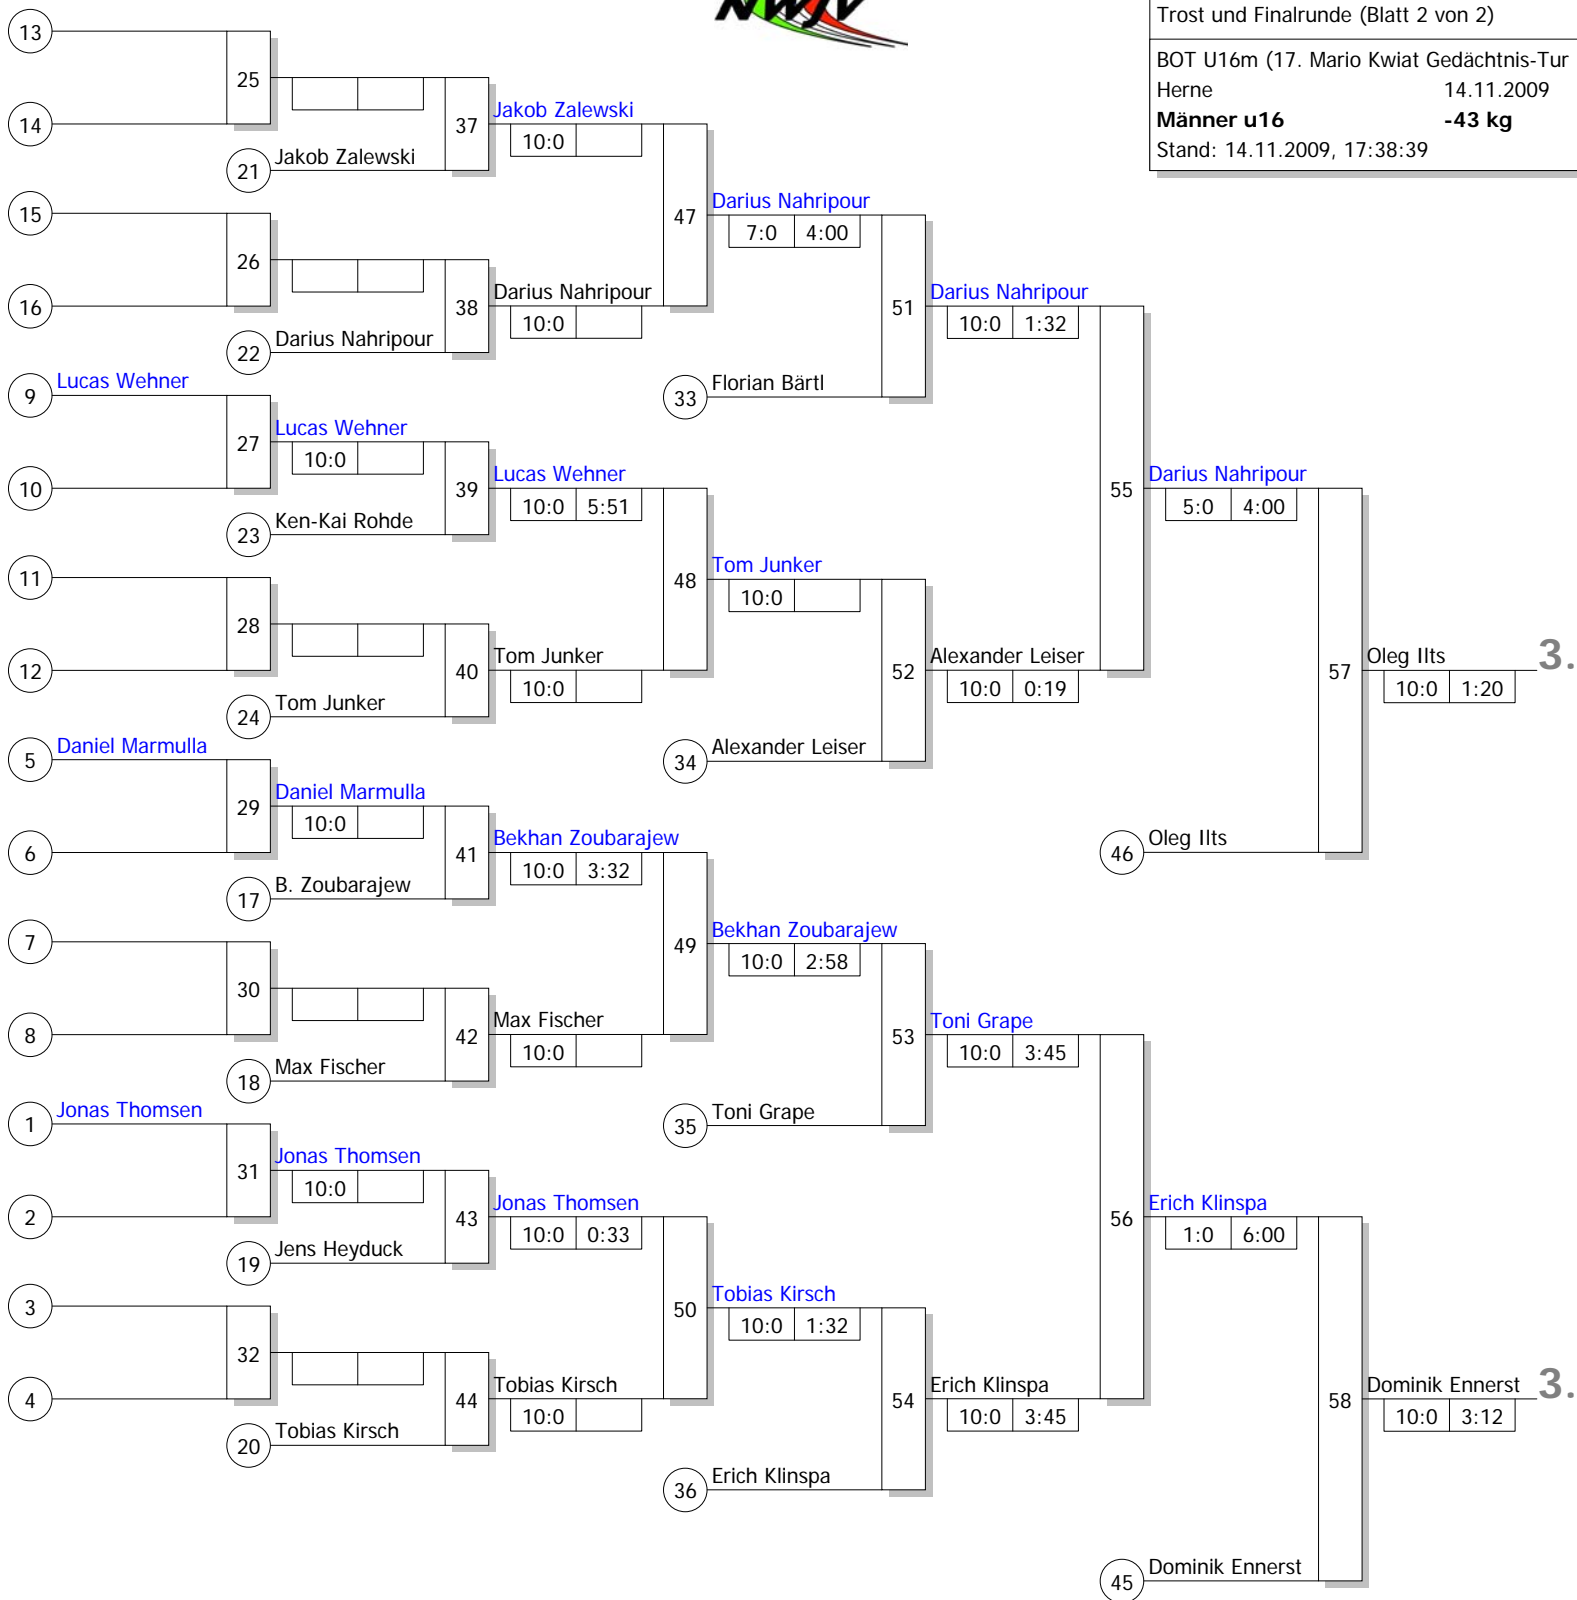 NWJV
Trost und Finalrunde (Blatt 2 von 2)
BOT U16m (17. Mario Kwiat Gedächtnis-Tur
Herne 14.11.2009
Männer u16 -43 kg
Stand: 14.11.2009, 17:38:39
13
25
14
37
Jakob Zalewski
10:0
21
Jakob Zalewski
47
Darius Nahripour
7:0 4:00
15
26
16
38
Darius Nahripour
10:0
22
Darius Nahripour
51
Darius Nahripour
10:0 1:32
33
Florian Bärtl
9
Lucas Wehner
27
Lucas Wehner
10:0
10
39
Lucas Wehner
10:0 5:51
23
Ken-Kai Rohde
55
Darius Nahripour
5:0 4:00
48
Tom Junker
10:0
11
28
12
40
Tom Junker
10:0
24
Tom Junker
52
Alexander Leiser
10:0 0:19
34
Alexander Leiser
57
Oleg Ilts
10:0 1:20
3.
46
Oleg Ilts
5
Daniel Marmulla
29
Daniel Marmulla
10:0
6
41
Bekhan Zoubarajew
10:0 3:32
17
B. Zoubarajew
49
Bekhan Zoubarajew
10:0 2:58
7
30
8
42
Max Fischer
10:0
18
Max Fischer
53
Toni Grape
10:0 3:45
35
Toni Grape
1
Jonas Thomsen
31
Jonas Thomsen
10:0
2
43
Jonas Thomsen
10:0 0:33
19
Jens Heyduck
56
Erich Klinspa
1:0 6:00
50
Tobias Kirsch
10:0 1:32
3
32
4
44
Tobias Kirsch
10:0
20
Tobias Kirsch
54
Erich Klinspa
10:0 3:45
36
Erich Klinspa
58
Dominik Ennerst
10:0 3:12
3.
45
Dominik Ennerst